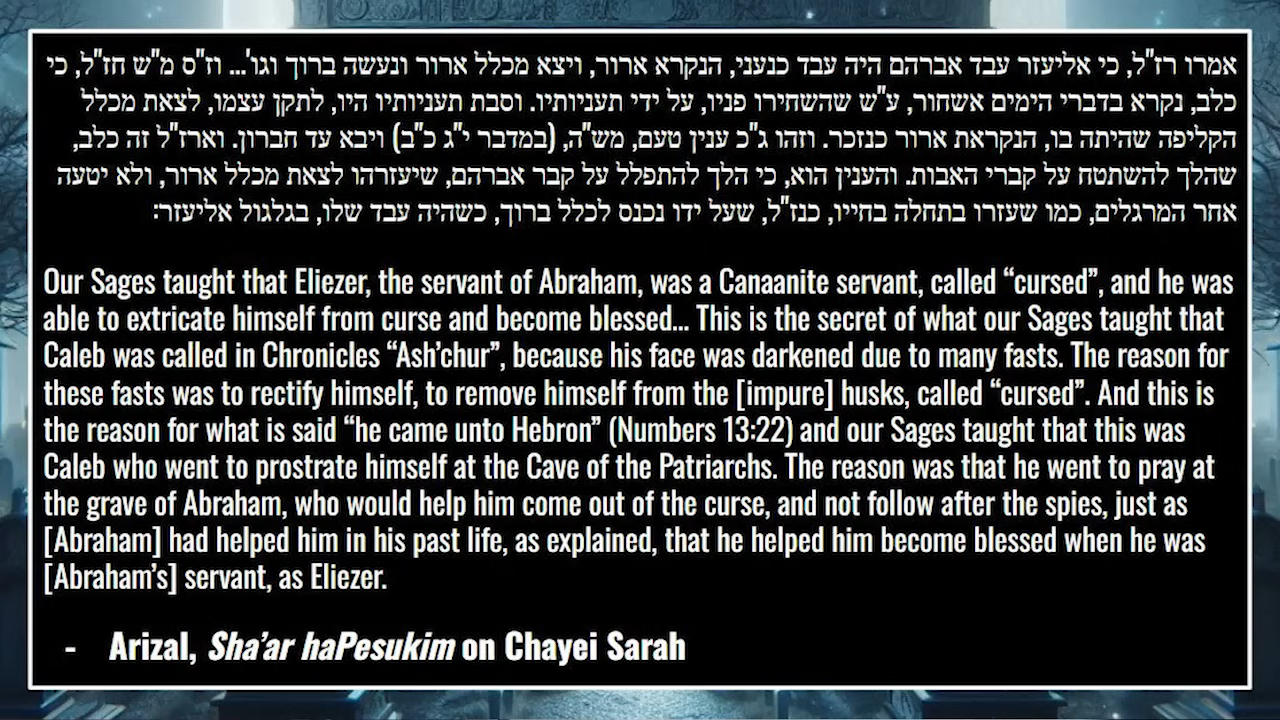 אמרו רז"ל, כי אליעזר עבד אברהם היה עבד כנעני, הנקרא ארור, ויצא מכלל ארור ונעשה ברוך וגו'... וז"ס מ"ש חז"ל, כי
כלב, נקרא בדברי הימים אשחור, ע"ש שהשחירו פניו, על ידי תעניותיו. וסבת תעניותיו היו, לתקן עצמו, לצאת מכלל
הקליפה שהיתה בו, הנקראת ארור כנזכר. וזהו ג"כ ענין טעם, מש"ה, (במדבר י"ג כ"ב) ויבא עד חברון. וארז"ל זה כלב,
שהלך להשתטח על קברי האבות. והענין הוא, כי הלך להתפלל על קבר אברהם, שיעזרהו לצאת מכלל ארור, ולא יטעה
אחר המרגלים, כמו שעזרו בתחלה בחייו, כנז"ל, שעל ידו נכנס לכלל ברוך, כשהיה עבד שלו, בגלגול אליעזר:
Our Sages taught that Eliezer, the servant of Abraham, was a Canaanite servant, called “cursed”, and he was
able to extricate himself from curse and become blessed... This is the secret of what our Sages taught that
Caleb was called in Chronicles “Ash’chur”, because his face was darkened due to many fasts. The reason for
these fasts was to rectify himself, to remove himself from the [impure] husks, called “cursed”. And this is
the reason for what is said “he came unto Hebron” (Numbers 13:22) and our Sages taught that this was
Caleb who went to prostrate himself at the Cave of the Patriarchs. The reason was that he went to pray at
the grave of Abraham, who would help him come out of the curse, and not follow after the spies, just as
[Abraham] had helped him in his past life, as explained, that he helped him become blessed when he was
[Abraham’s] servant, as Eliezer.
- Arizal, Sha’ar haPesukim on Chayei Sarah